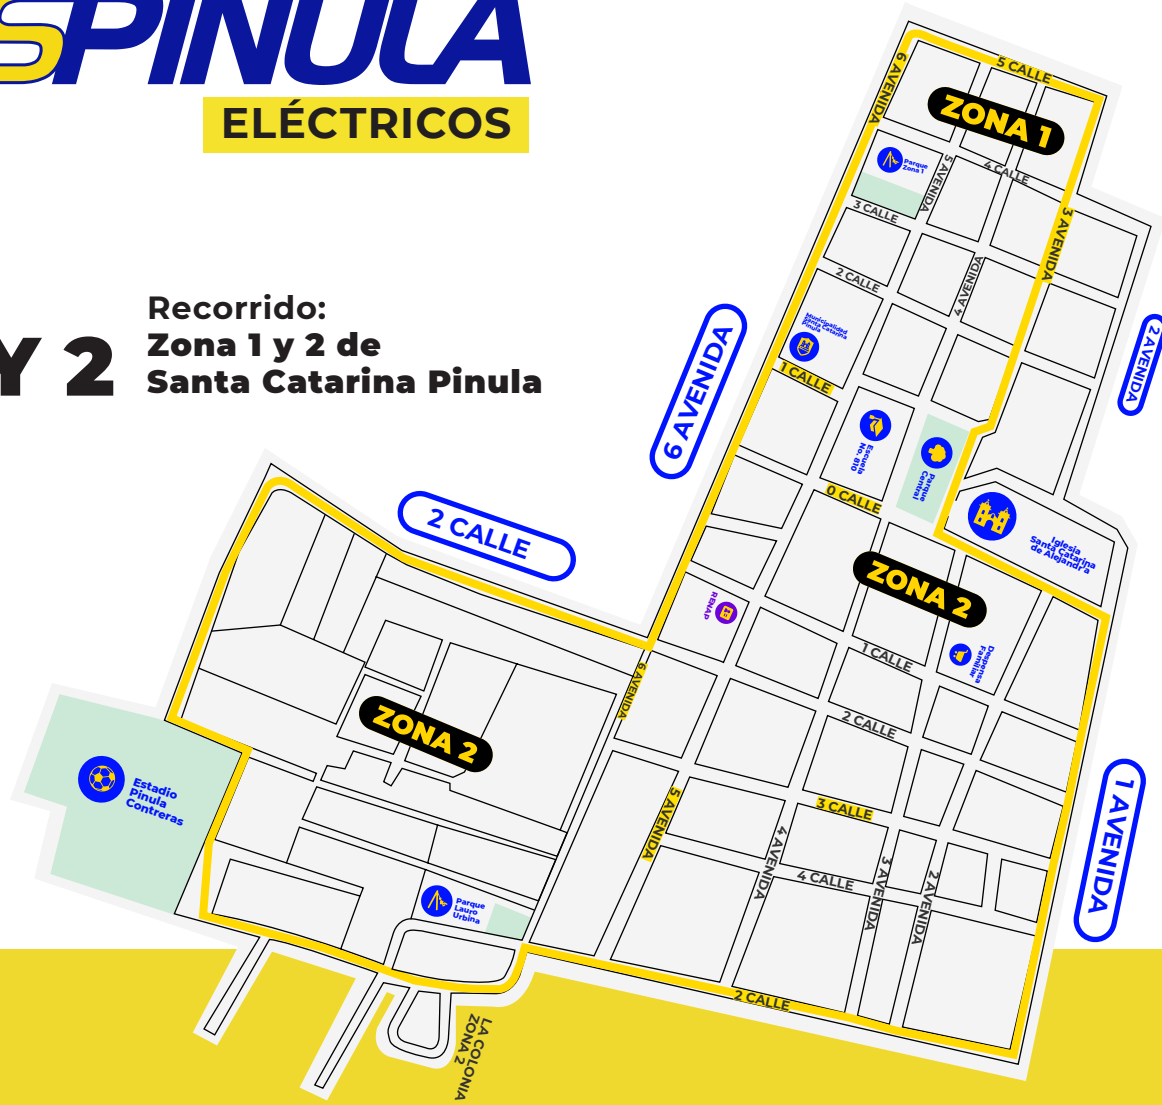 SPINULA
ELÉCTRICOS
Y 2
Recorrido:
Zona 1 y 2 de
Santa Catarina Pinula
5 CALLE
6 AVENIDA
ZONA 1
Parque
Zona 1
5 AVENIDA
4 CALLE
3 CALLE
3 AVENIDA
2 CALLE
4 AVENIDA
Municipalidad
Santa Catarina
Pinula
2 AVENIDA
1 CALLE
6 AVENIDA
Escuela
No. 810
Parque
Central
0 CALLE
2 CALLE
Iglesia
Santa Catarina
de Alejandría
ZONA 2
RENAP
Despensa
Familiar
1 CALLE
6 AVENIDA
ZONA 2
2 CALLE
Estadio
Pinula
Contreras
5 AVENIDA
3 CALLE
1 AVENIDA
4 AVENIDA
4 CALLE
3 AVENIDA
2 AVENIDA
Parque
Lauro
Urbina
2 CALLE
LA COLONIA
ZONA 2